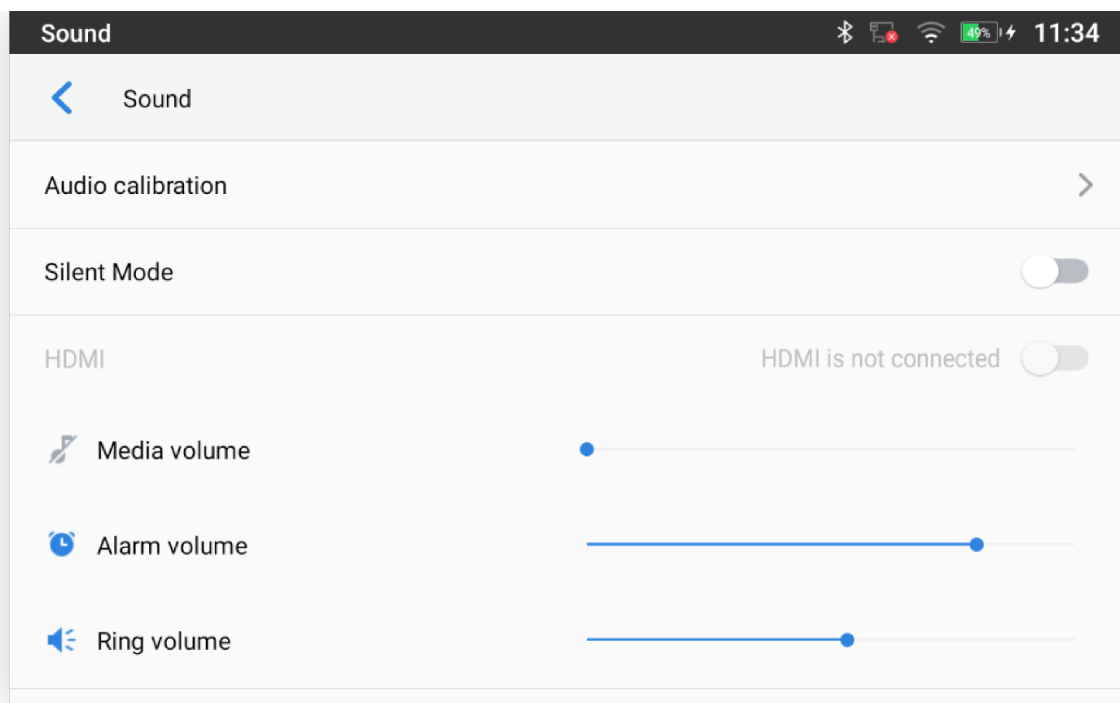 Sound
49%
11:34
Sound
Audio calibration
Silent Mode
HDMI
HDMI is not connected
Media volume
Alarm volume
Ring volume